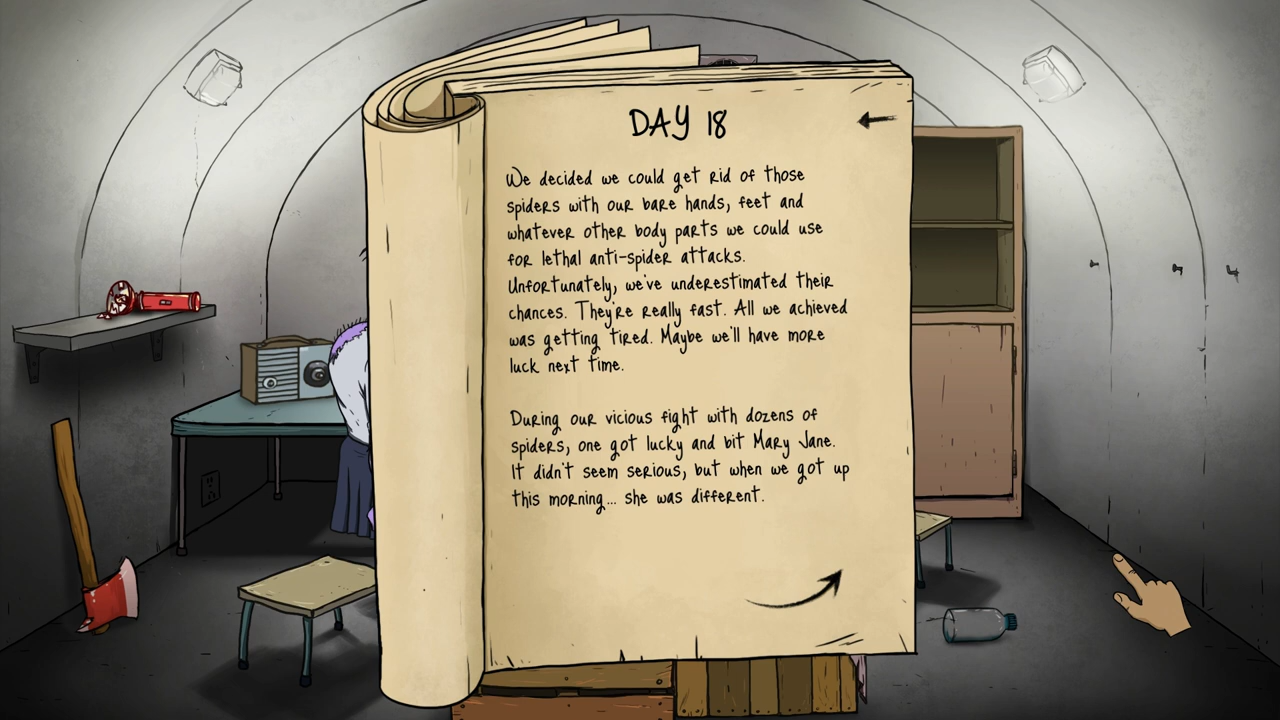 DAY 18
We decided we could get rid of those
spiders with our bare hands, feet and
whatever other body parts we could use
for lethal anti-spider attacks.
Unfortunately, we've underestimated their
chances. They're really fast. All we achieved
was getting tired. Maybe we'll have more
luck next time.
During our vicious fight with dozens of
spiders, one got lucky and bit Mary Jane.
It didn't seem serious, but when we got up
this morning... she was different.